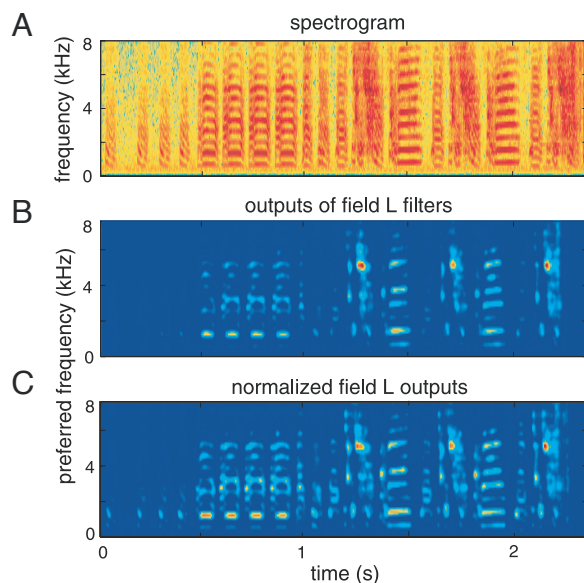 A
spectrogram
8
4
0
frequency (kHz)
B
outputs of field L filters
8
4
0
C
normalized field L outputs
8
4
0
preferred frequency (kHz)
0
1
2
time (s)